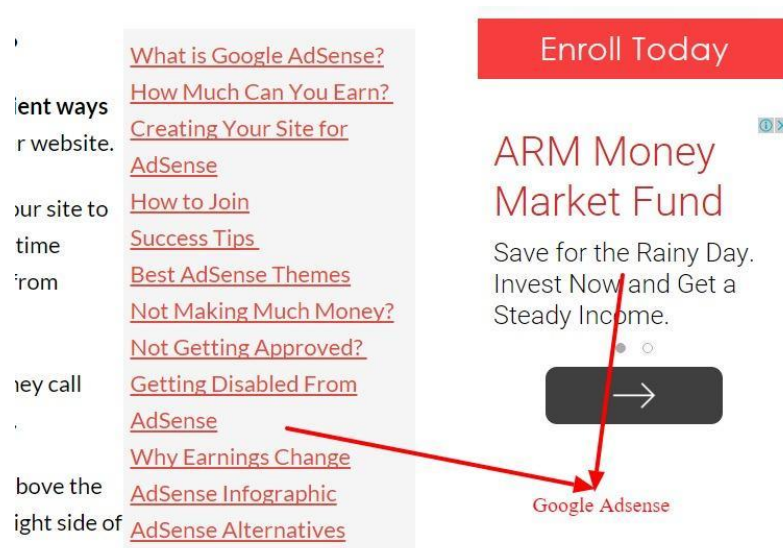 ient ways
r website.
our site to
time
from
hey call
.
bove the
ight side of
What is Google AdSense?
How Much Can You Earn?
Creating Your Site for
AdSense
How to Join
Success Tips
Best AdSense Themes
Not Making Much Money?
Not Getting Approved?
Getting Disabled From
AdSense
Why Earnings Change
AdSense Infographic
AdSense Alternatives
Enroll Today
ARM Money
Market Fund
Save for the Rainy Day.
Invest Now and Get a
Steady Income.
Google Adsense